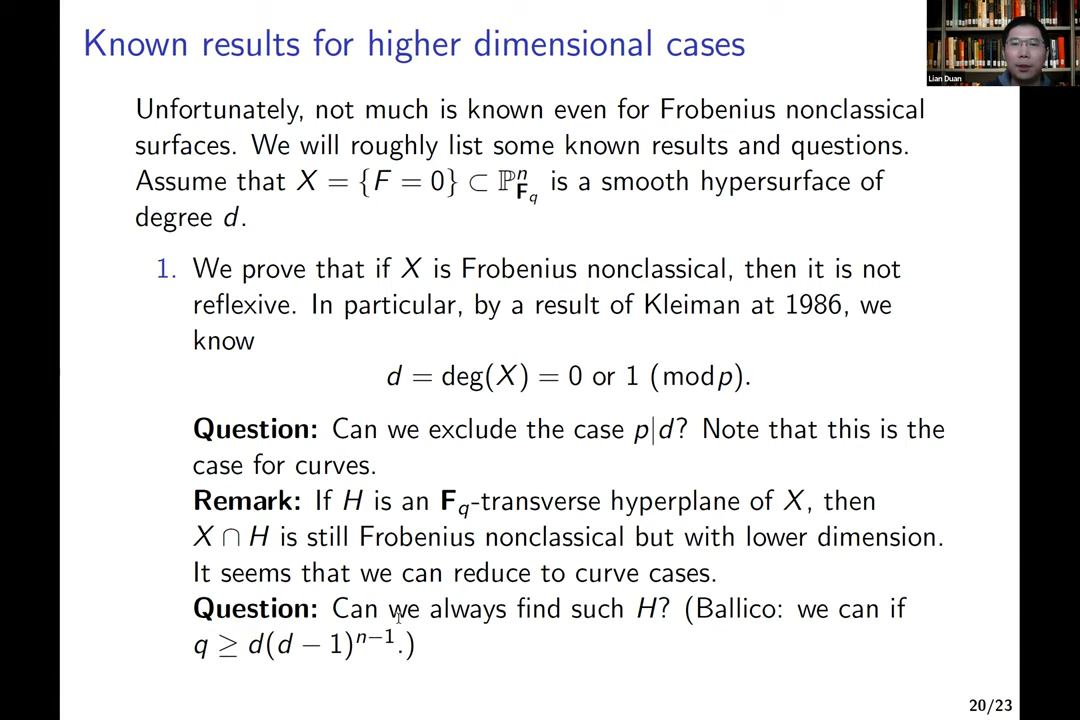 Known results for higher dimensional cases
Lian Duan
Unfortunately, not much is known even for Frobenius nonclassical
surfaces. We will roughly list some known results and questions.
Assume that X = {F = 0} ⊂ ℙⁿ_{𝐅_q} is a smooth hypersurface of
degree d.
1. We prove that if X is Frobenius nonclassical, then it is not
reflexive. In particular, by a result of Kleiman at 1986, we
know
d = deg(X) = 0 or 1 (mod p).
Question: Can we exclude the case p|d? Note that this is the
case for curves.
Remark: If H is an 𝐅_q-transverse hyperplane of X, then
X ∩ H is still Frobenius nonclassical but with lower dimension.
It seems that we can reduce to curve cases.
Question: Can we always find such H? (Ballico: we can if
q ≥ d(d − 1)ⁿ⁻¹.)
20/23